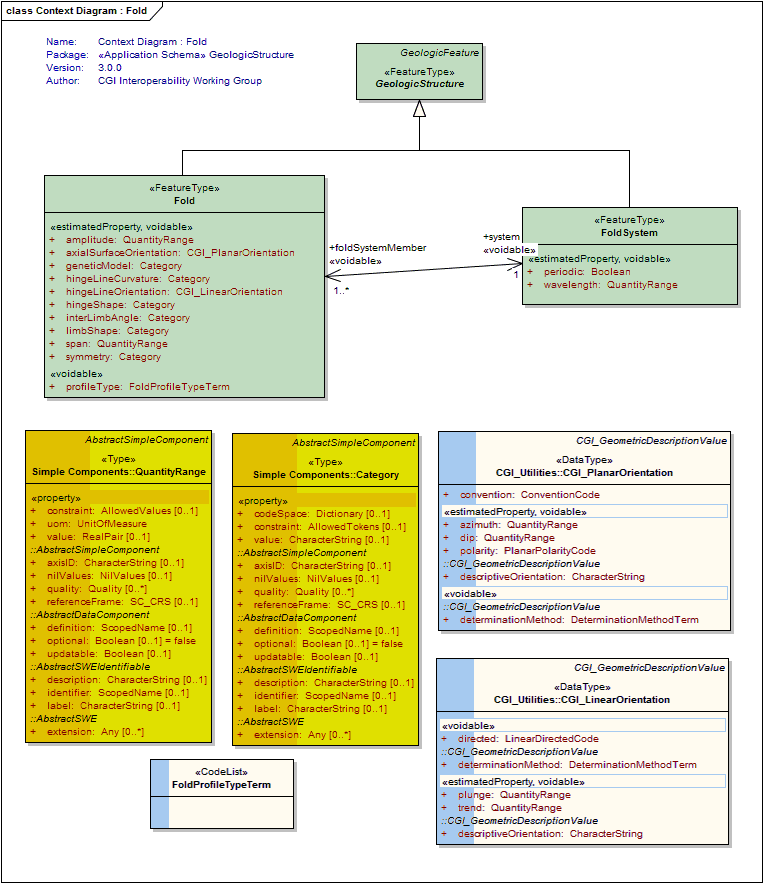 class Context Diagram : Fold
Name: Context Diagram : Fold
Package: «Application Schema» GeologicStructure
Version: 3.0.0
Author: CGI Interoperability Working Group
GeologicFeature
«FeatureType»
GeologicStructure
«FeatureType»
Fold
«estimatedProperty, voidable»
+ amplitude: QuantityRange
+ axialSurfaceOrientation: CGI_PlanarOrientation
+ geneticModel: Category
+ hingeLineCurvature: Category
+ hingeLineOrientation: CGI_LinearOrientation
+ hingeShape: Category
+ interLimbAngle: Category
+ limbShape: Category
+ span: QuantityRange
+ symmetry: Category
«voidable»
+ profileType: FoldProfileTypeTerm
+foldSystemMember
«voidable»
1..*
+system
«voidable»
1
«FeatureType»
FoldSystem
«estimatedProperty, voidable»
+ periodic: Boolean
+ wavelength: QuantityRange
AbstractSimpleComponent
«Type»
Simple Components::QuantityRange
«property»
+ constraint: AllowedValues [0..1]
+ uom: UnitOfMeasure
+ value: RealPair [0..1]
::AbstractSimpleComponent
+ axisID: CharacterString [0..1]
+ nilValues: NilValues [0..1]
+ quality: Quality [0..*]
+ referenceFrame: SC_CRS [0..1]
::AbstractDataComponent
+ definition: ScopedName [0..1]
+ optional: Boolean [0..1] = false
+ updatable: Boolean [0..1]
::AbstractSWEIdentifiable
+ description: CharacterString [0..1]
+ identifier: ScopedName [0..1]
+ label: CharacterString [0..1]
::AbstractSWE
+ extension: Any [0..*]
AbstractSimpleComponent
«Type»
Simple Components::Category
«property»
+ codeSpace: Dictionary [0..1]
+ constraint: AllowedTokens [0..1]
+ value: CharacterString [0..1]
::AbstractSimpleComponent
+ axisID: CharacterString [0..1]
+ nilValues: NilValues [0..1]
+ quality: Quality [0..*]
+ referenceFrame: SC_CRS [0..1]
::AbstractDataComponent
+ definition: ScopedName [0..1]
+ optional: Boolean [0..1] = false
+ updatable: Boolean [0..1]
::AbstractSWEIdentifiable
+ description: CharacterString [0..1]
+ identifier: ScopedName [0..1]
+ label: CharacterString [0..1]
::AbstractSWE
+ extension: Any [0..*]
CGI_GeometricDescriptionValue
«DataType»
CGI_Utilities::CGI_PlanarOrientation
+ convention: ConventionCode
«estimatedProperty, voidable»
+ azimuth: QuantityRange
+ dip: QuantityRange
+ polarity: PlanarPolarityCode
::CGI_GeometricDescriptionValue
+ descriptiveOrientation: CharacterString
«voidable»
::CGI_GeometricDescriptionValue
+ determinationMethod: DeterminationMethodTerm
CGI_GeometricDescriptionValue
«DataType»
CGI_Utilities::CGI_LinearOrientation
«voidable»
+ directed: LinearDirectedCode
::CGI_GeometricDescriptionValue
+ determinationMethod: DeterminationMethodTerm
«estimatedProperty, voidable»
+ plunge: QuantityRange
+ trend: QuantityRange
::CGI_GeometricDescriptionValue
+ descriptiveOrientation: CharacterString
«CodeList»
FoldProfileTypeTerm